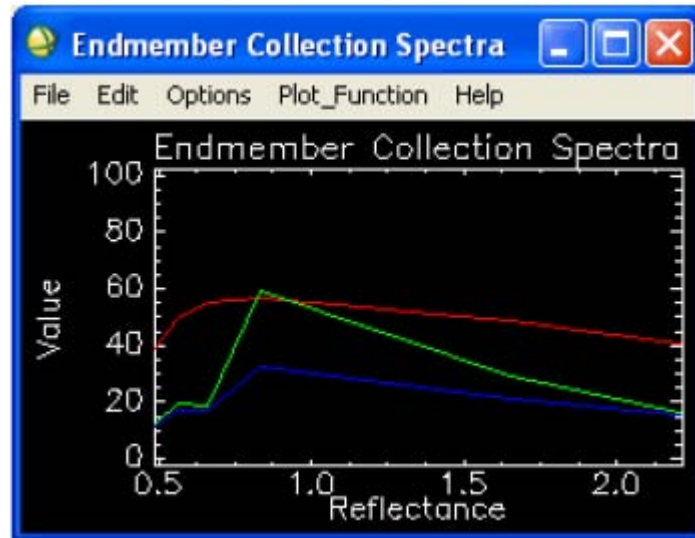 Endmember Collection Spectra
File Edit Options Plot_Function Help
Endmember Collection Spectra
100
80
60
40
20
0
Value
0.5 1.0 1.5 2.0
Reflectance